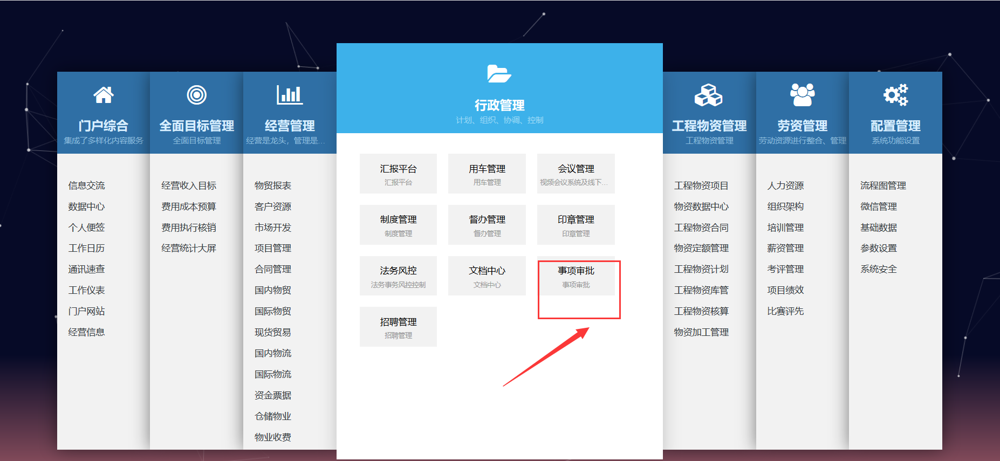 门户综合
集成了多样化内容服务
信息交流
数据中心
个人便签
工作日历
通讯速查
工作仪表
门户网站
经营信息
全面目标管理
全面目标管理
经营收入目标
费用成本预算
费用执行核销
经营统计大屏
经营管理
经营是龙头，管理是...
物贸报表
客户资源
市场开发
项目管理
合同管理
国内物贸
国际物贸
现货贸易
国内物流
国际物流
资金票据
仓储物业
物业收费
行政管理
计划、组织、协调、控制
汇报平台
汇报平台
用车管理
用车管理
会议管理
视频会议系统及线下...
制度管理
制度管理
督办管理
督办管理
印章管理
印章管理
法务风控
法务事务风控控制
文档中心
文档中心
事项审批
事项审批
招聘管理
招聘管理
工程物资管理
工程物资管理
工程物资项目
物资数据中心
工程物资合同
物资定额管理
工程物资计划
工程物资库管
工程物资核算
物资加工管理
劳资管理
劳动资源进行整合、管理
人力资源
组织架构
培训管理
薪资管理
考评管理
项目绩效
比赛评先
配置管理
系统功能设置
流程图管理
微信管理
基础数据
参数设置
系统安全